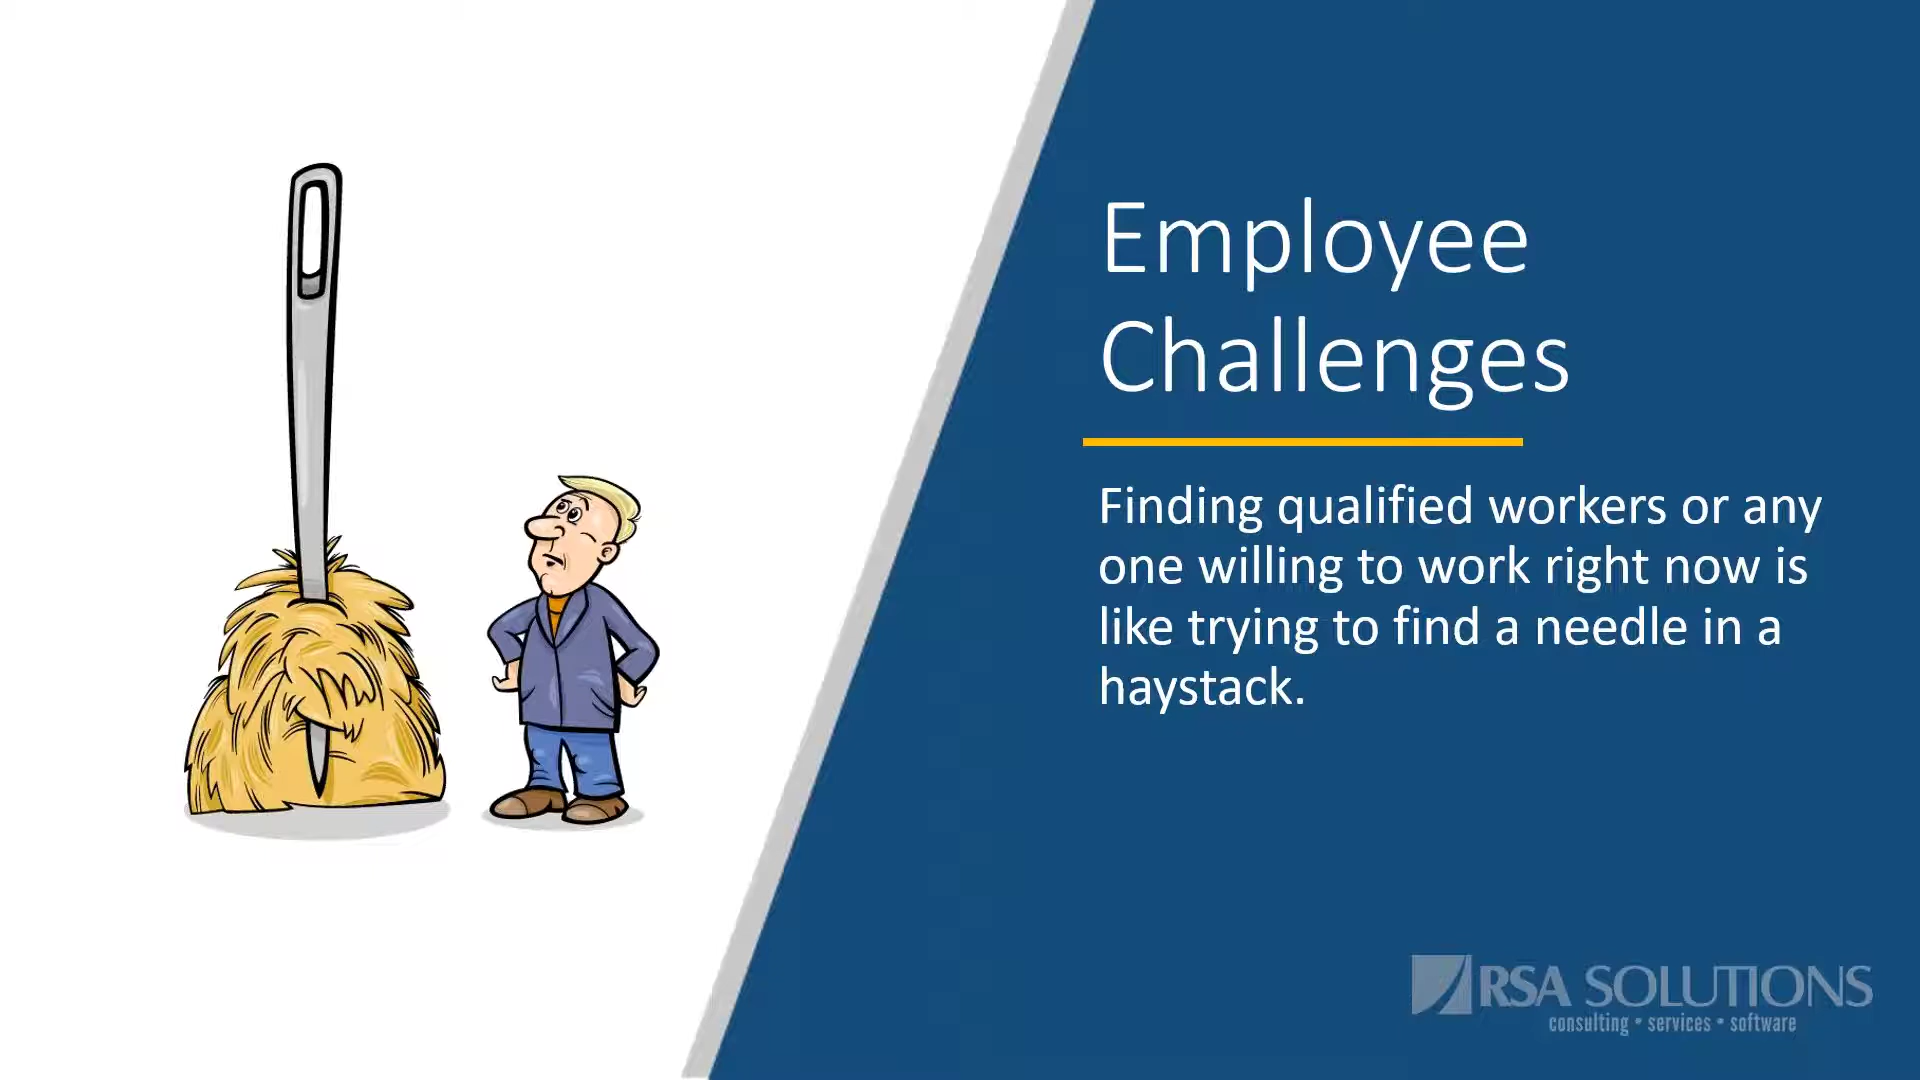 Employee
Challenges
Finding qualified workers or any
one willing to work right now is
like trying to find a needle in a
haystack.
RSA SOLUTIONS
consulting • services • software